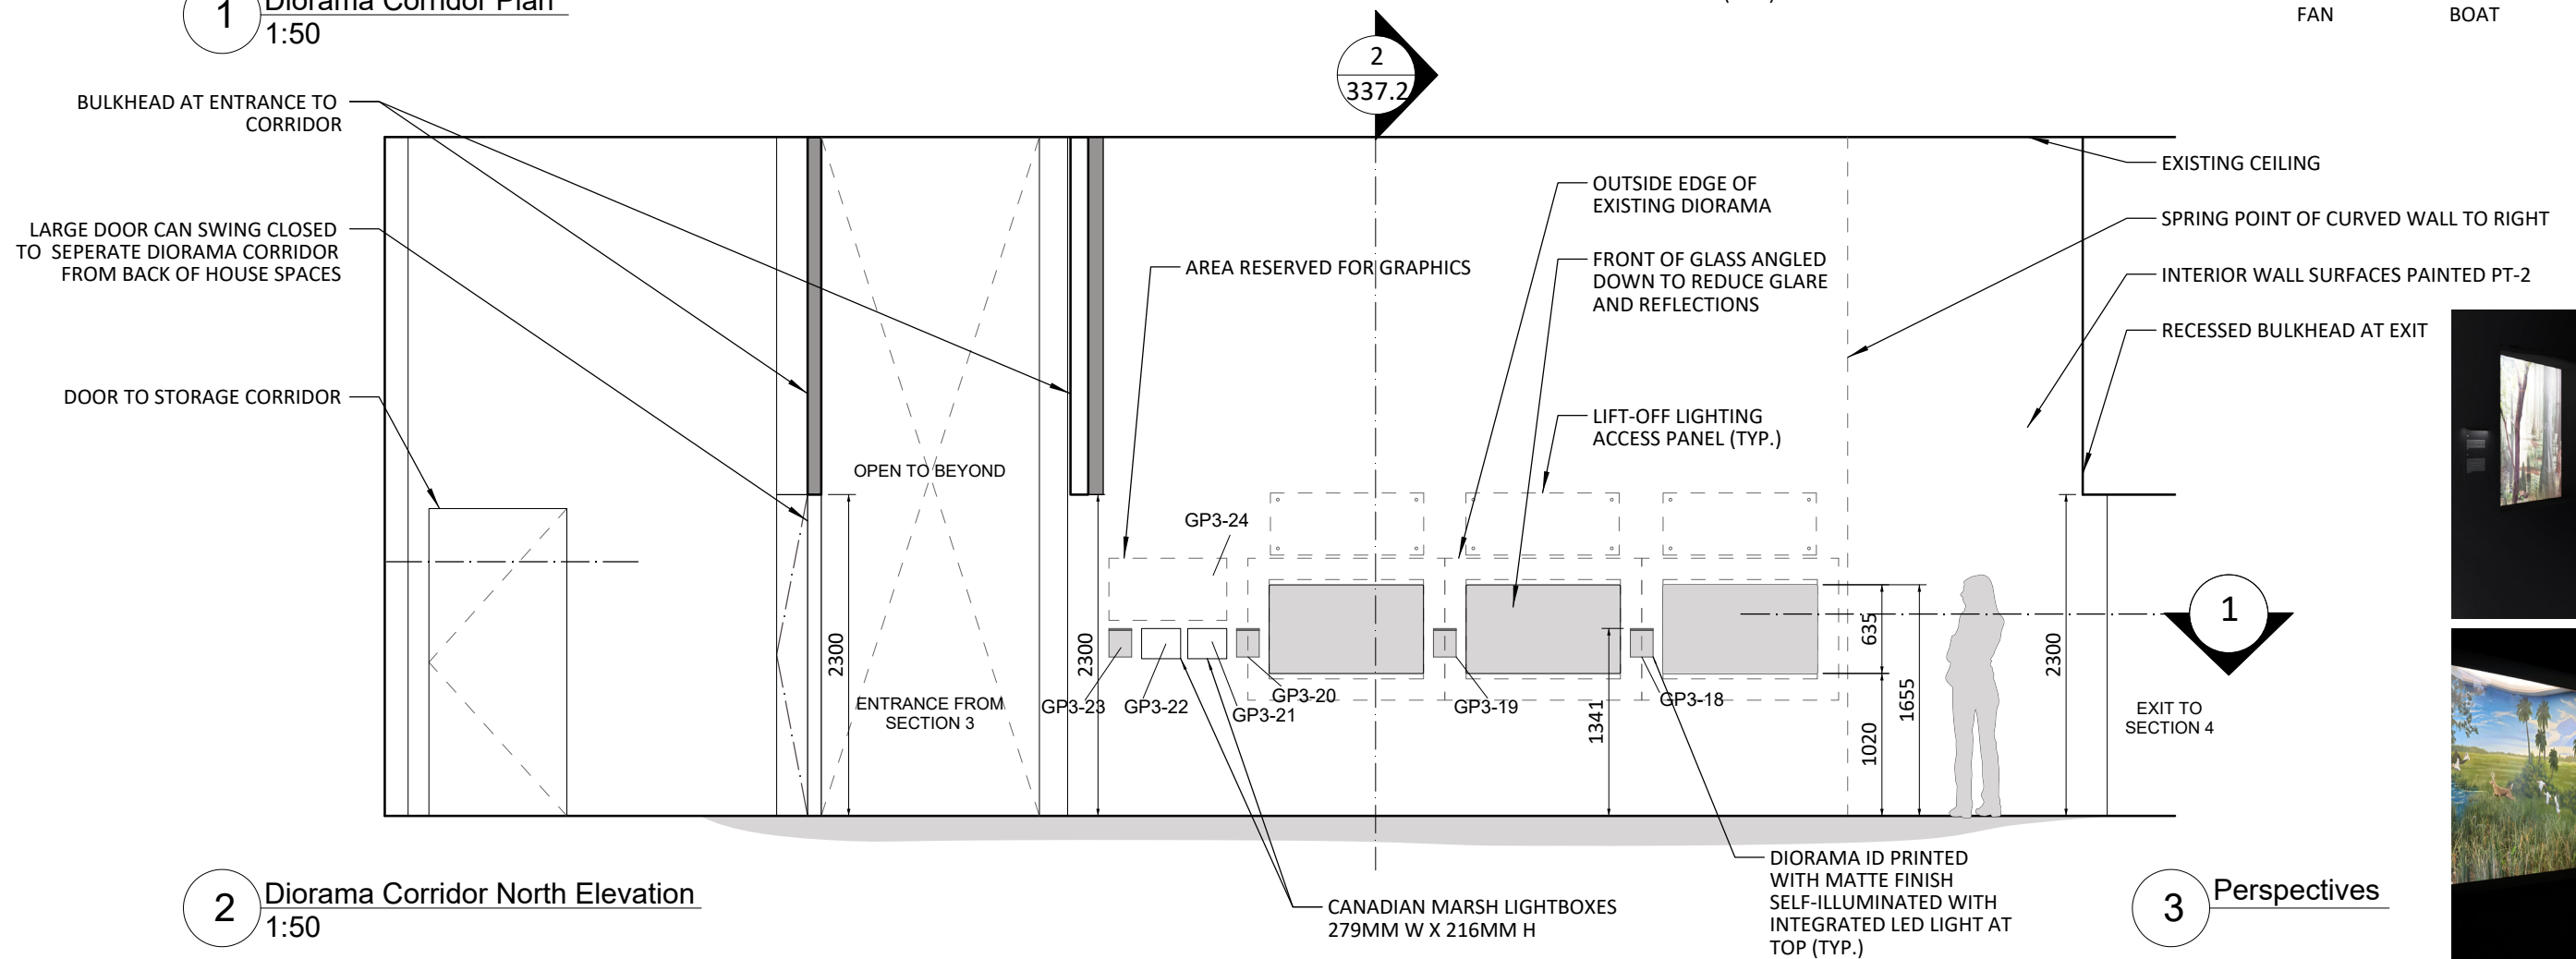 1
Diorama Corridor Plan
1:50
FAN
BOAT
2
337.2
BULKHEAD AT ENTRANCE TO
CORRIDOR
LARGE DOOR CAN SWING CLOSED
TO SEPERATE DIORAMA CORRIDOR
FROM BACK OF HOUSE SPACES
DOOR TO STORAGE CORRIDOR
OPEN TO BEYOND
ENTRANCE FROM
SECTION 3
2300
2300
AREA RESERVED FOR GRAPHICS
OUTSIDE EDGE OF
EXISTING DIORAMA
FRONT OF GLASS ANGLED
DOWN TO REDUCE GLARE
AND REFLECTIONS
LIFT-OFF LIGHTING
ACCESS PANEL (TYP.)
EXISTING CEILING
SPRING POINT OF CURVED WALL TO RIGHT
INTERIOR WALL SURFACES PAINTED PT-2
RECESSED BULKHEAD AT EXIT
GP3-24
GP3-23
GP3-22
GP3-21
GP3-20
GP3-19
GP3-18
1341
635
1020
1655
2300
1
EXIT TO
SECTION 4
CANADIAN MARSH LIGHTBOXES
279MM W X 216MM H
DIORAMA ID PRINTED
WITH MATTE FINISH
SELF-ILLUMINATED WITH
INTEGRATED LED LIGHT AT
TOP (TYP.)
2
Diorama Corridor North Elevation
1:50
3
Perspectives